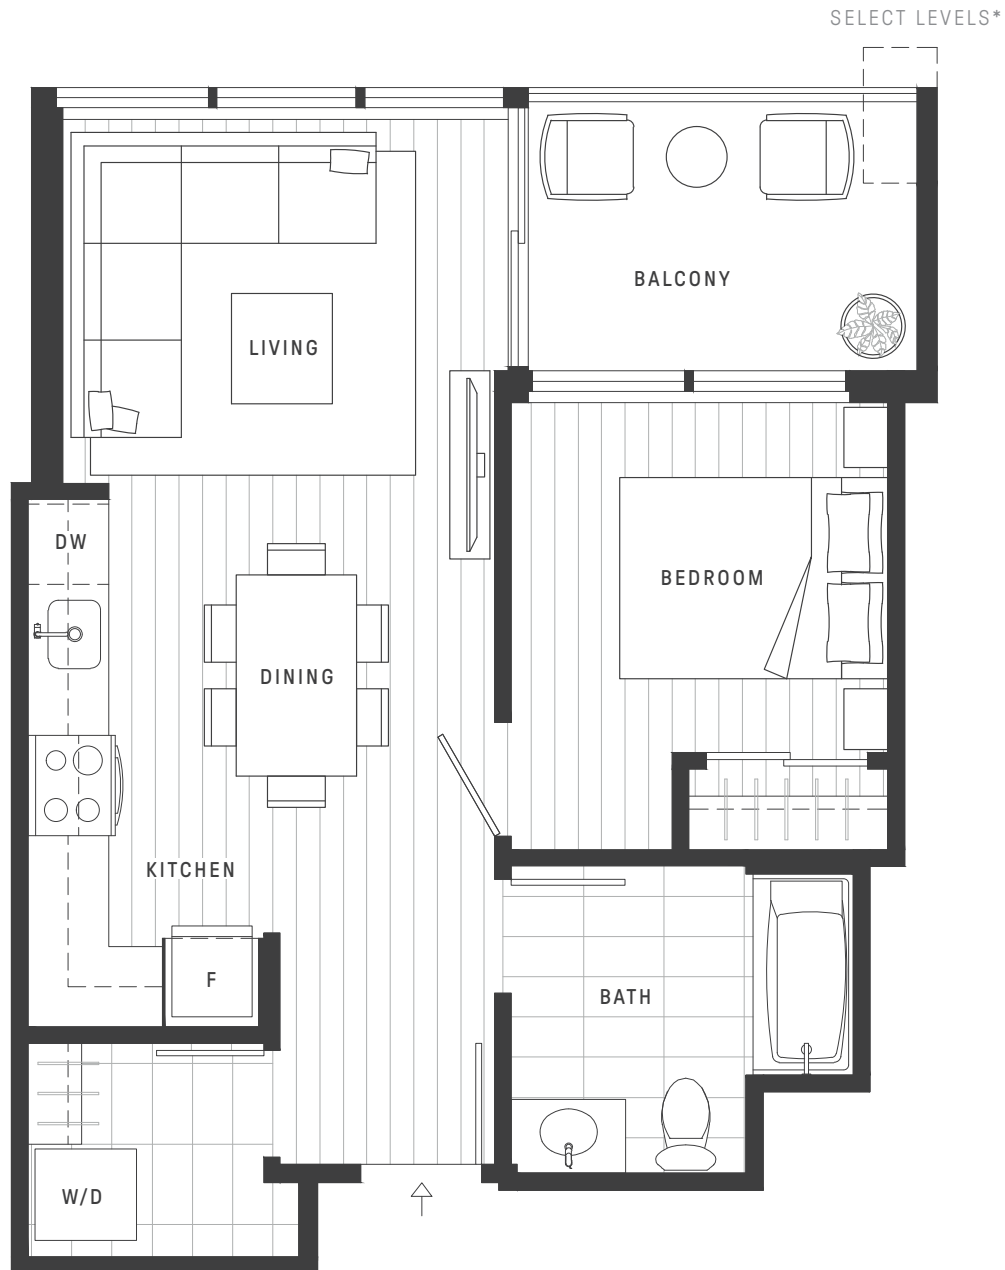 SELECT LEVELS*
BALCONY
LIVING
DW
BEDROOM
DINING
KITCHEN
F
BATH
W/D